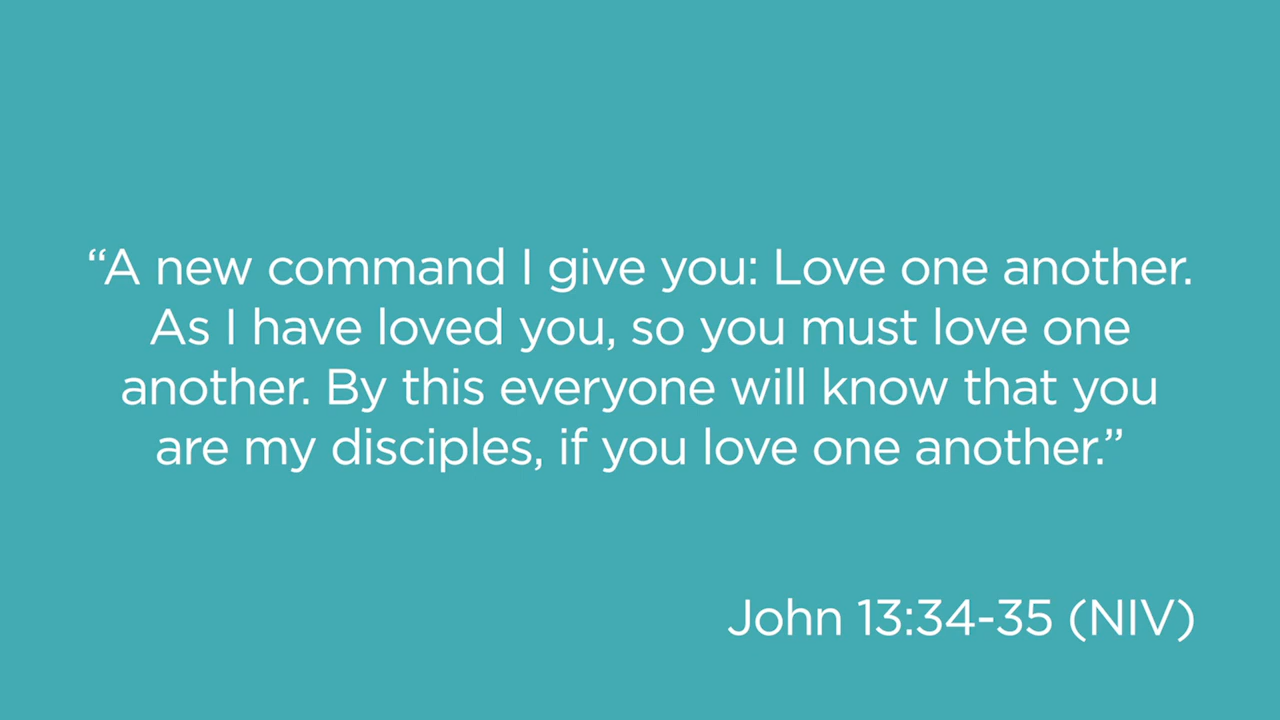 “A new command I give you: Love one another.
As I have loved you, so you must love one
another. By this everyone will know that you
are my disciples, if you love one another.”
John 13:34-35 (NIV)